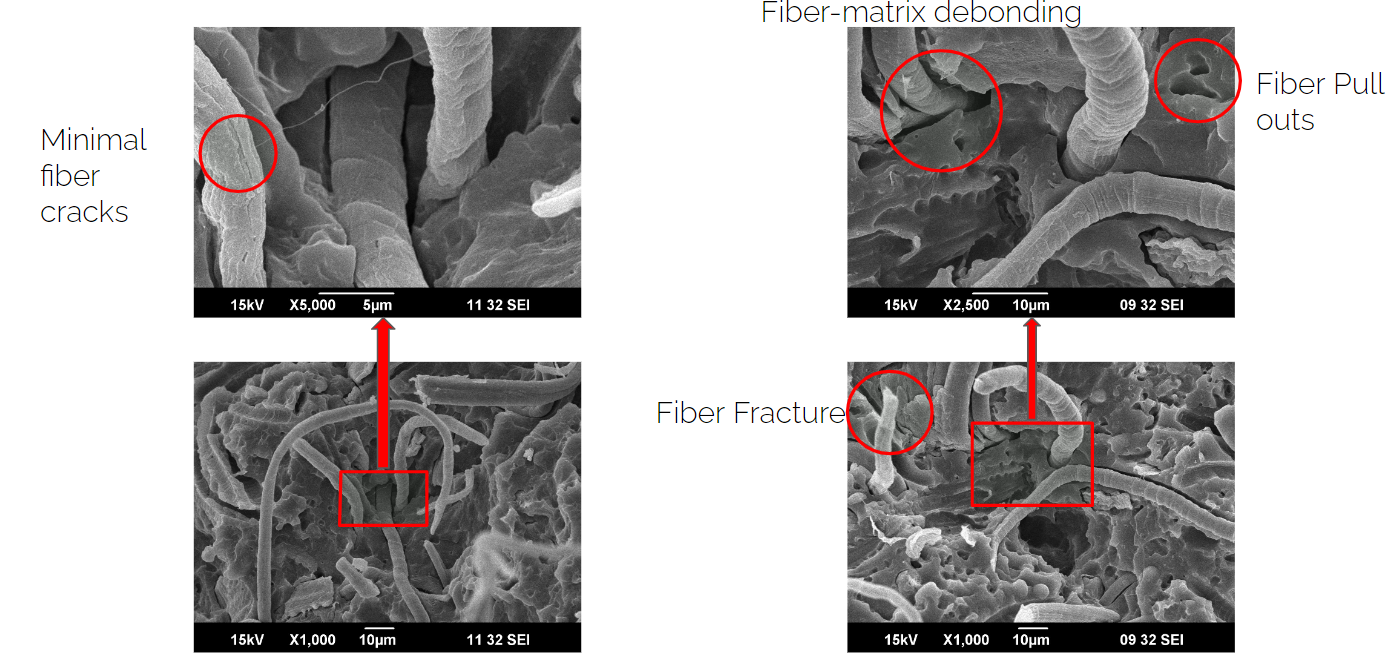 Fiber-matrix debonding
Minimal
fiber
cracks
Fiber Pull
outs
15kV X5,000 5µm 11 32 SEI
15kV X2,500 10µm 09 32 SEI
Fiber Fracture
15kV X1,000 10µm 11 32 SEI
15kV X1,000 10µm 09 32 SEI